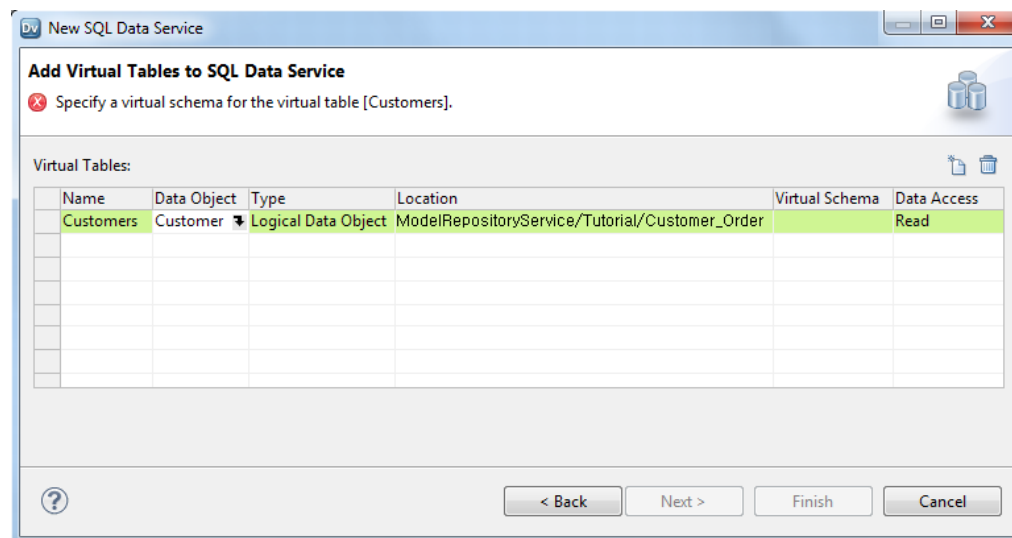 Dv New SQL Data Service
Add Virtual Tables to SQL Data Service
Specify a virtual schema for the virtual table [Customers].
Virtual Tables:
Name Data Object Type Location Virtual Schema Data Access
Customers Customer Logical Data Object ModelRepositoryService/Tutorial/Customer_Order Read
? < Back Next > Finish Cancel